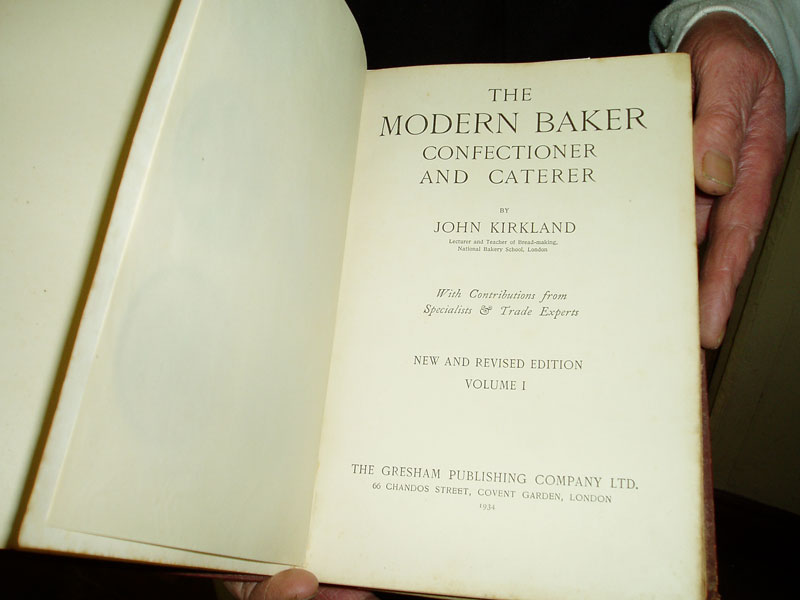 THE
MODERN BAKER
CONFECTIONER
AND CATERER
BY
JOHN KIRKLAND
Lecturer and Teacher of Bread-making,
National Bakery School, London
With Contributions from
Specialists & Trade Experts
NEW AND REVISED EDITION
VOLUME I
THE GRESHAM PUBLISHING COMPANY LTD.
66 CHANDOS STREET, COVENT GARDEN, LONDON
1934